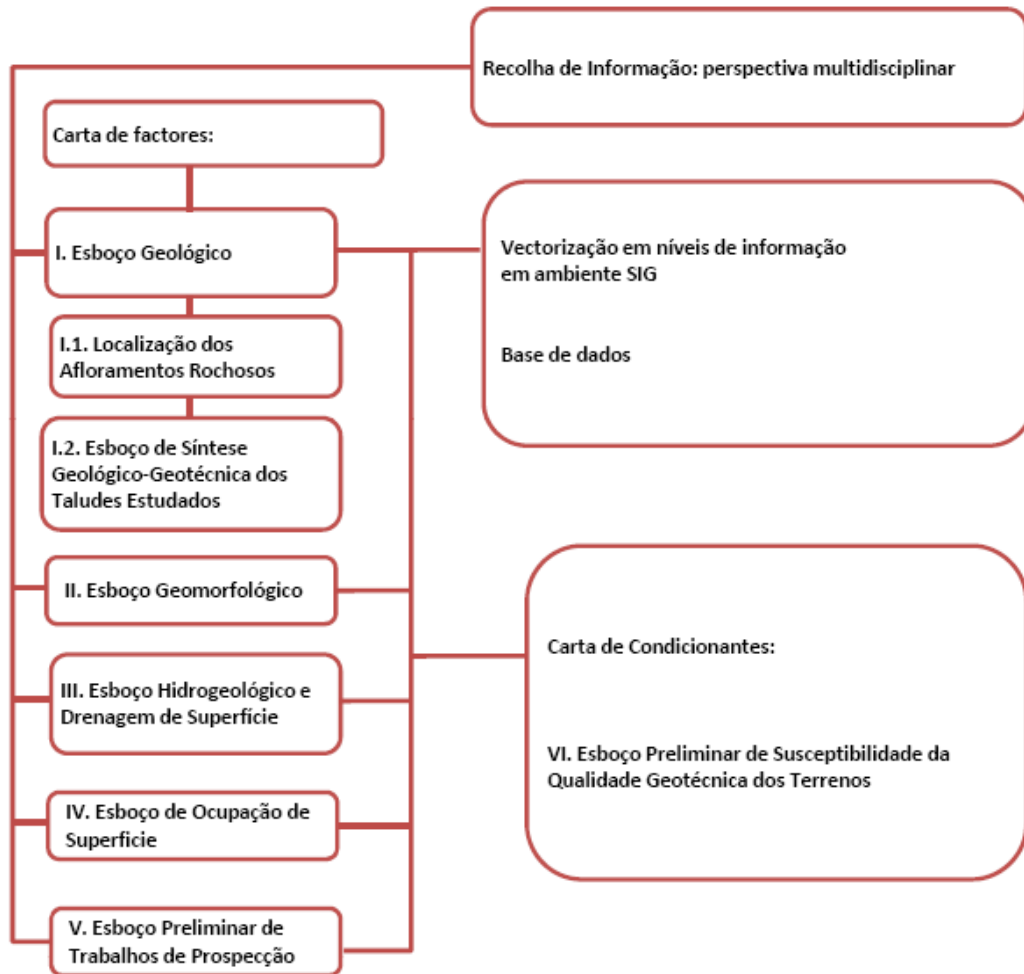 Recolha de Informação: perspectiva multidisciplinar
Carta de factores:
I. Esboço Geológico
I.1. Localização dos
Afloramentos Rochosos
I.2. Esboço de Síntese
Geológico-Geotécnica dos
Taludes Estudados
II. Esboço Geomorfológico
III. Esboço Hidrogeológico e
Drenagem de Superfície
IV. Esboço de Ocupação de
Superficie
V. Esboço Preliminar de
Trabalhos de Prospecção
Vectorização em níveis de informação
em ambiente SIG
Base de dados
Carta de Condicionantes:
VI. Esboço Preliminar de Susceptibilidade da
Qualidade Geotécnica dos Terrenos